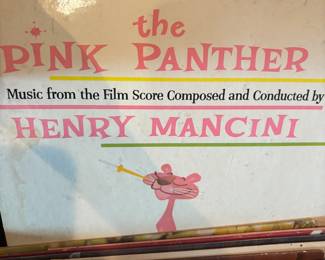 the
PINK PANTHER
Music from the Film Score Composed and Conducted by
HENRY MANCINI